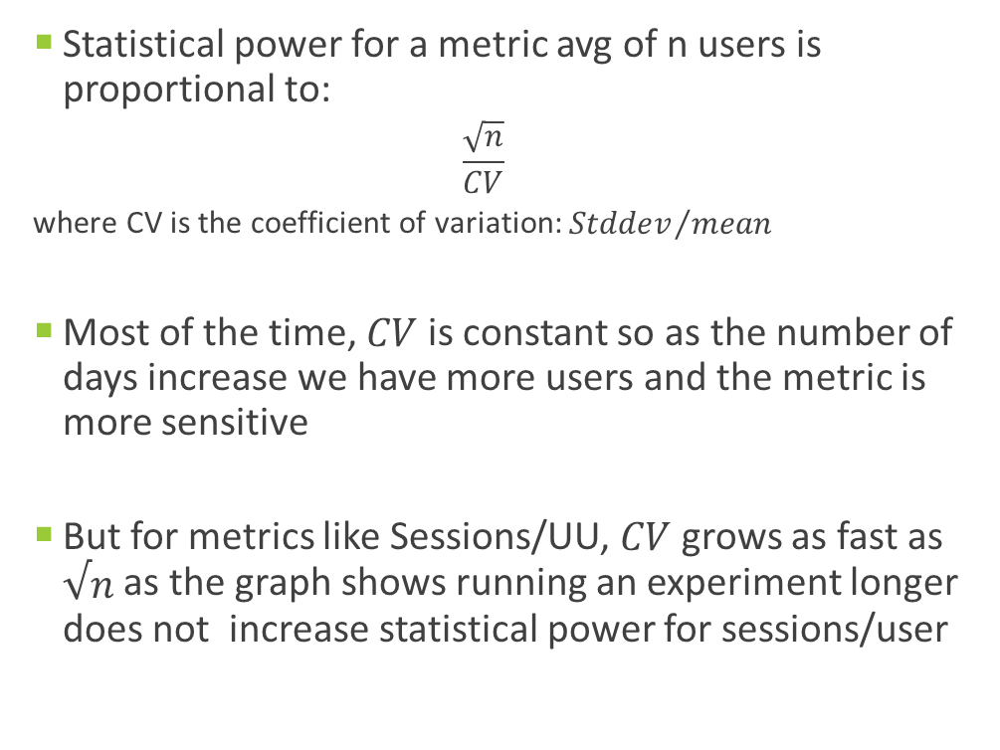 ▪ Statistical power for a metric avg of n users is
proportional to:
√n
CV
where CV is the coefficient of variation: Stddev/mean
▪ Most of the time, CV is constant so as the number of
days increase we have more users and the metric is
more sensitive
▪ But for metrics like Sessions/UU, CV grows as fast as
√n as the graph shows running an experiment longer
does not  increase statistical power for sessions/user